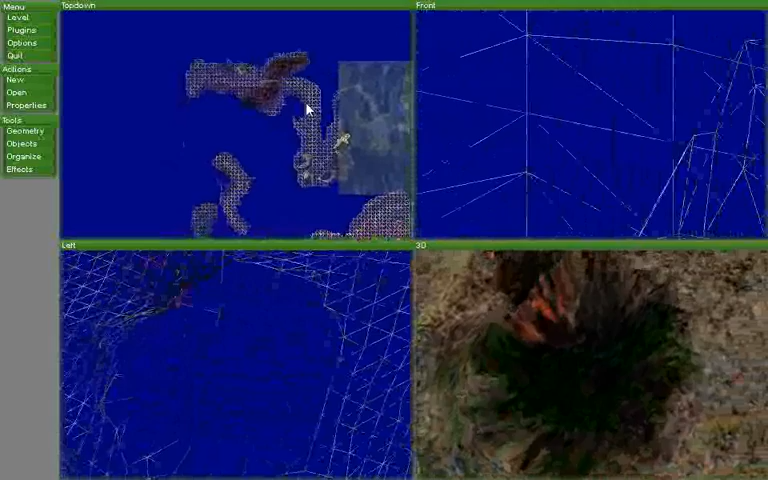 Menu
Level
Plugins
Options
Quit
Actions
New
Open
Properties
Tools
Geometry
Objects
Organize
Effects
Topdown
Front
Left
3D